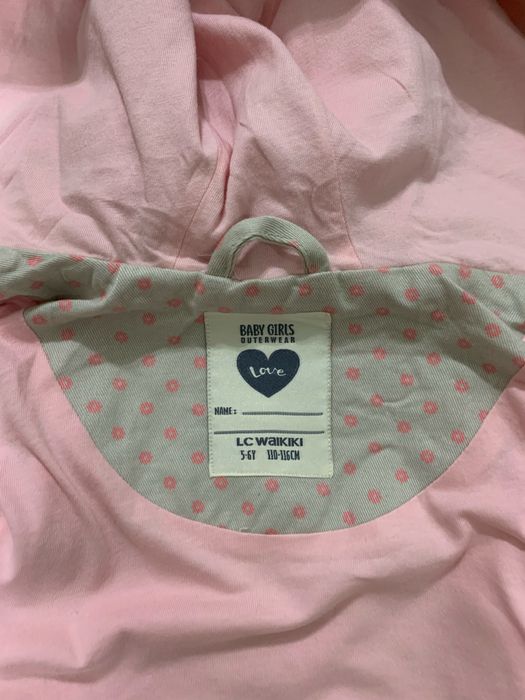 BABY GIRLS
OUTERWEAR
Love
NAME:
LC WAIKIKI
5-6Y 110-116CM